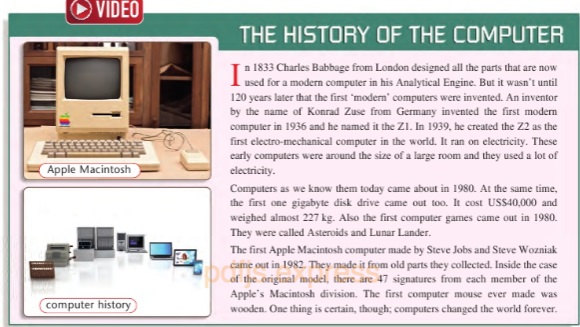 VIDEO
THE HISTORY OF THE COMPUTER
In 1833 Charles Babbage from London designed all the parts that are now
used for a modern computer in his Analytical Engine. But it wasn't until
120 years later that the first 'modern' computers were invented. An inventor
by the name of Konrad Zuse from Germany invented the first modern
computer in 1936 and he named it the Z1. In 1939, he created the Z2 as the
first electro-mechanical computer in the world. It ran on electricity. These
early computers were around the size of a large room and they used a lot of
electricity.
Apple Macintosh
Computers as we know them today came about in 1980. At the same time,
the first one gigabyte disk drive came out too. It cost US$40,000 and
weighed almost 227 kg. Also the first computer games came out in 1980.
They were called Asteroids and Lunar Lander.
The first Apple Macintosh computer made by Steve Jobs and Steve Wozniak
came out in 1982. They made it from old parts they collected. Inside the case
of the original model, there are 47 signatures from each member of the
Apple's Macintosh division. The first computer mouse ever made was
wooden. One thing is certain, though; computers changed the world forever.
computer history